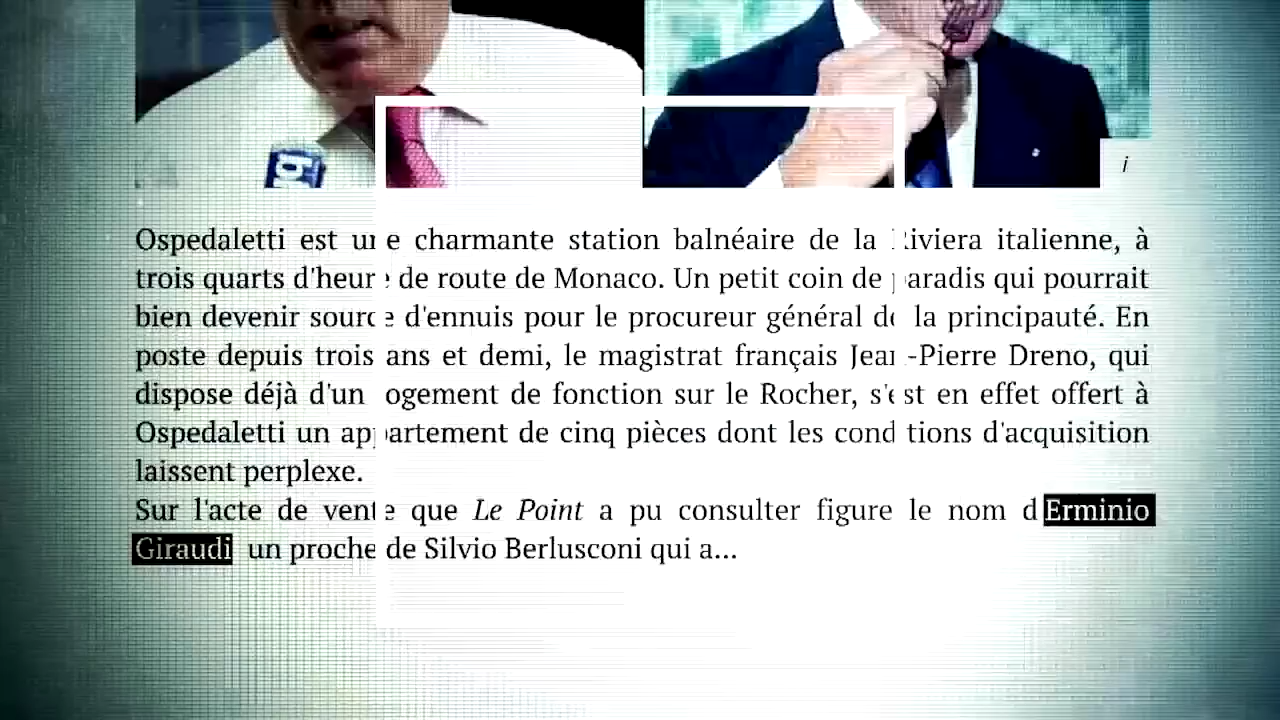 i
Ospedaletti est une charmante station balnéaire de la Riviera italienne, à
trois quarts d'heure de route de Monaco. Un petit coin de paradis qui pourrait
bien devenir source d'ennuis pour le procureur général de la principauté. En
poste depuis trois ans et demi, le magistrat français Jean-Pierre Dreno, qui
dispose déjà d'un logement de fonction sur le Rocher, s'est en effet offert à
Ospedaletti un appartement de cinq pièces dont les conditions d'acquisition
laissent perplexe.
Sur l'acte de vente que Le Point a pu consulter figure le nom d Erminio
Giraudi un proche de Silvio Berlusconi qui a...